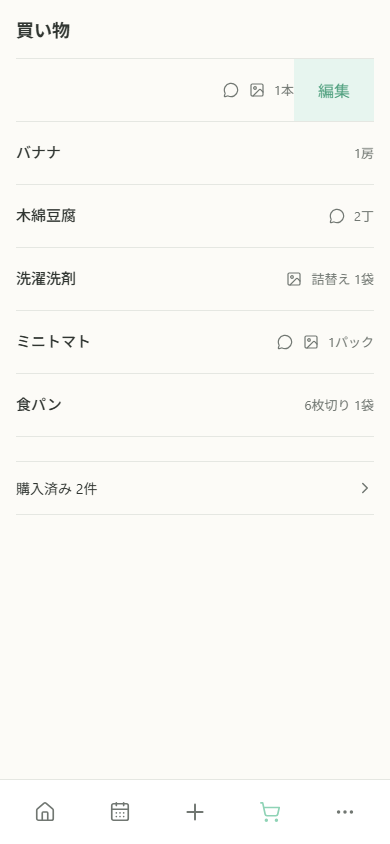 買い物
1本
編集
バナナ
1房
木綿豆腐
2丁
洗濯洗剤
詰替え 1袋
ミニトマト
1パック
食パン
6枚切り 1袋
購入済み 2件